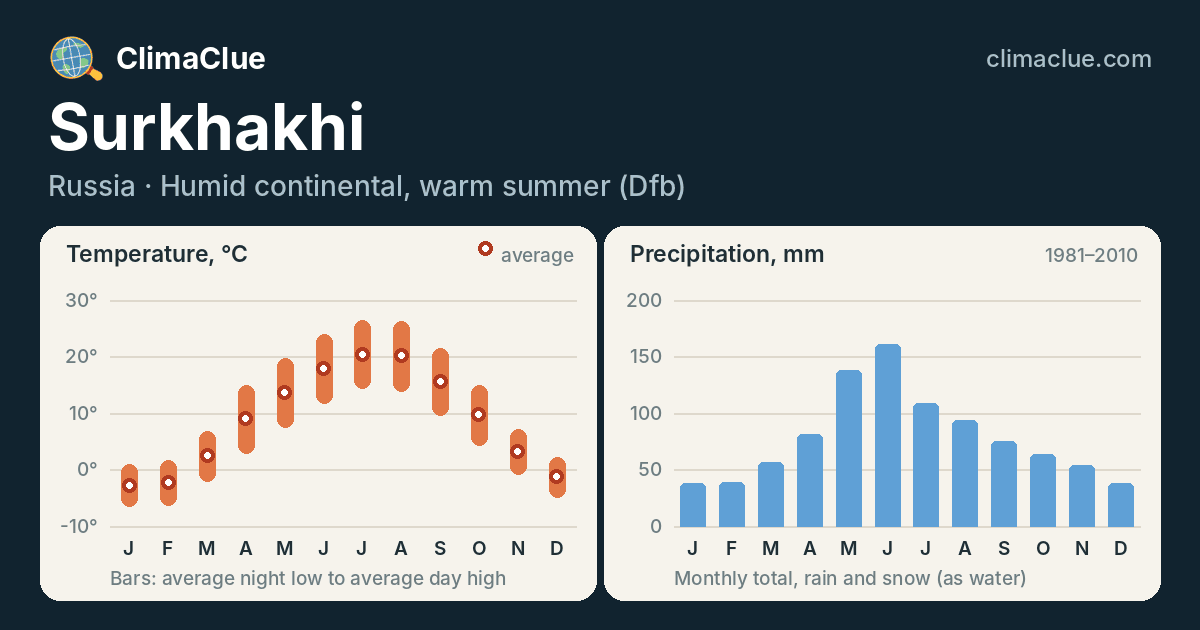 ClimaClue
climaclue.com
Surkhakhi
Russia · Humid continental, warm summer (Dfb)
Temperature, °C
average
30°
20°
10°
0°
-10°
J F M A M J J A S O N D
Bars: average night low to average day high
Precipitation, mm
1981–2010
200
150
100
50
0
J F M A M J J A S O N D
Monthly total, rain and snow (as water)